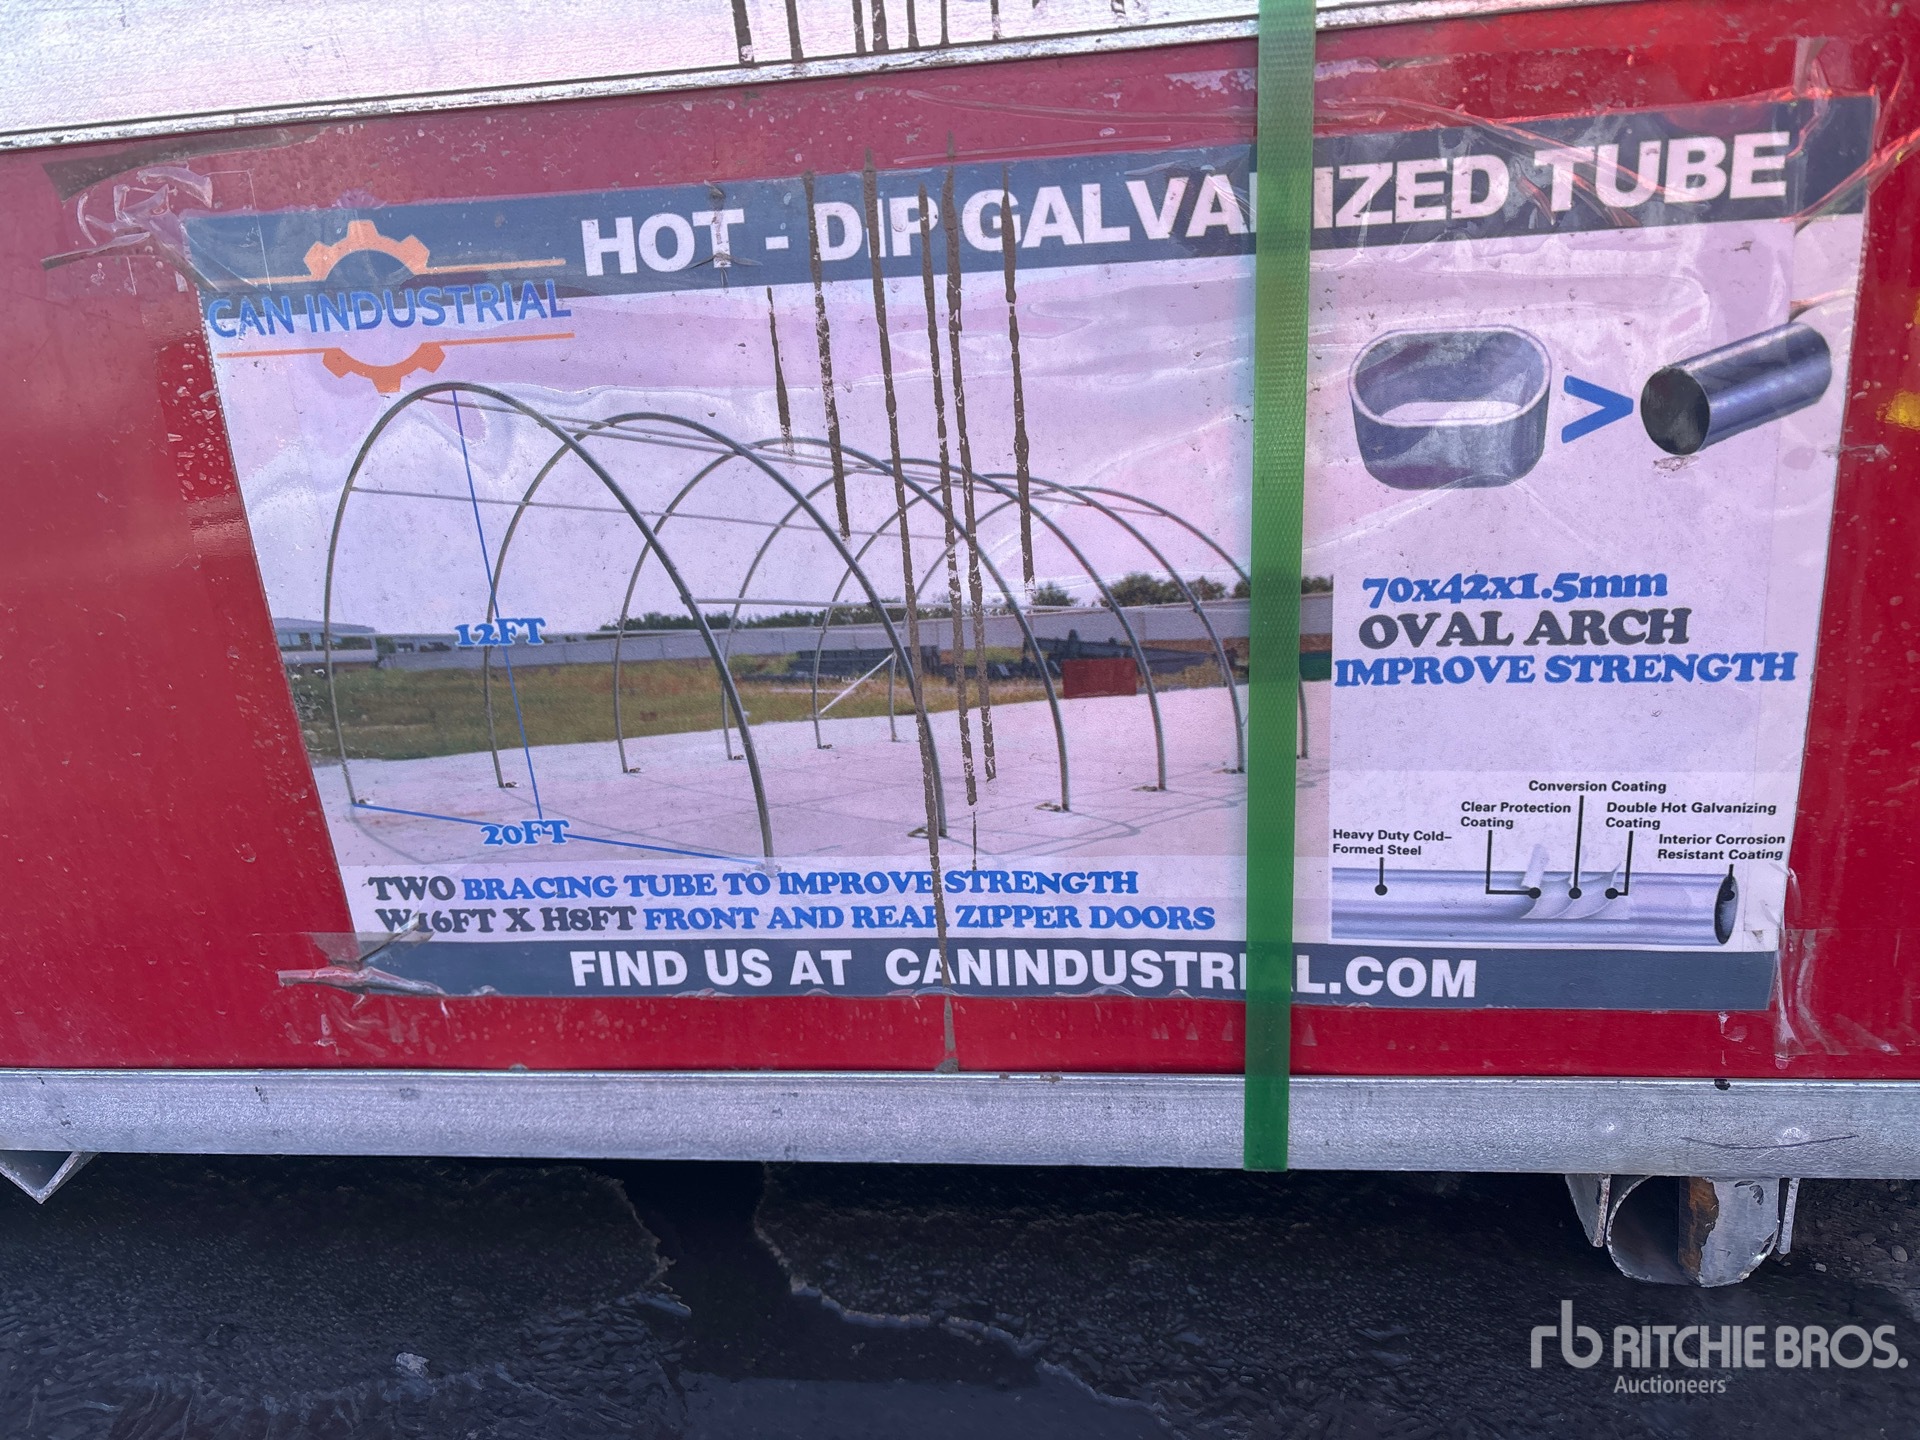 HOT - DIP GALVANIZED TUBE
CAN INDUSTRIAL
12FT
20FT
70x42x1.5mm
OVAL ARCH
IMPROVE STRENGTH
Conversion Coating
Clear Protection
Coating
Double Hot Galvanizing
Coating
Heavy Duty Cold-
Formed Steel
Interior Corrosion
Resistant Coating
TWO BRACING TUBE TO IMPROVE STRENGTH
W16FT X H8FT FRONT AND REAR ZIPPER DOORS
FIND US AT CANINDUSTRIAL.COM
rb RITCHIE BROS.
Auctioneers